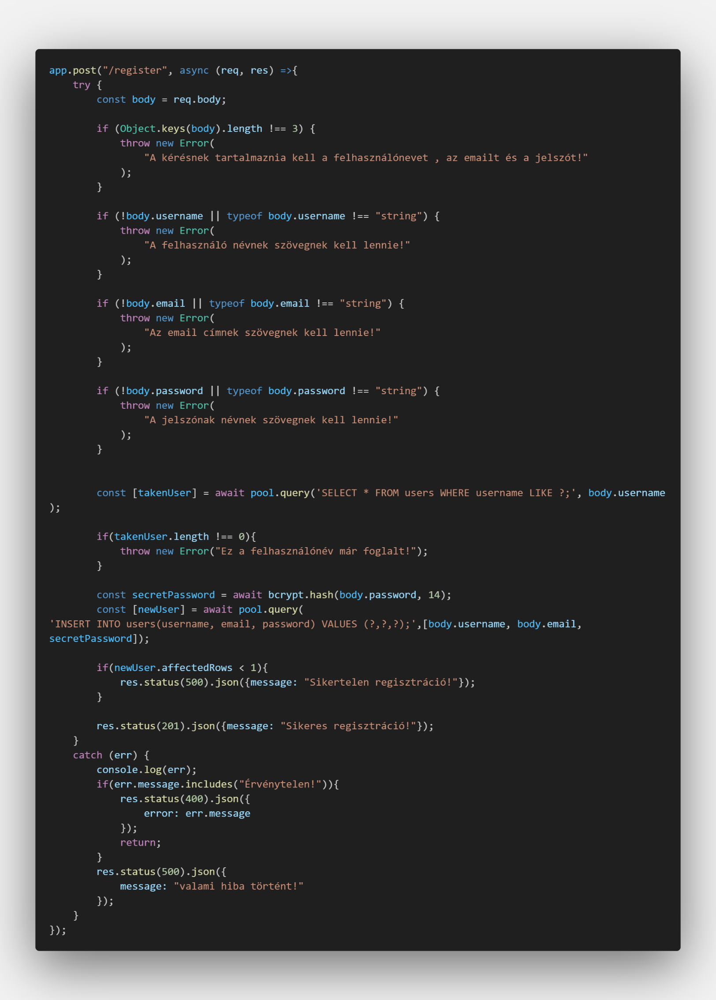 app.post("/register", async (req, res) =>{
    try {
        const body = req.body;

        if (Object.keys(body).length !== 3) {
            throw new Error(
                "A kérésnek tartalmaznia kell a felhasználónevet , az emailt és a jelszót!"
            );
        }

        if (!body.username || typeof body.username !== "string") {
            throw new Error(
                "A felhasználó névnek szövegnek kell lennie!"
            );
        }

        if (!body.email || typeof body.email !== "string") {
            throw new Error(
                "Az email címnek szövegnek kell lennie!"
            );
        }

        if (!body.password || typeof body.password !== "string") {
            throw new Error(
                "A jelszónak névnek szövegnek kell lennie!"
            );
        }


        const [takenUser] = await pool.query('SELECT * FROM users WHERE username LIKE ?;', body.username
);

        if(takenUser.length !== 0){
            throw new Error("Ez a felhasználónév már foglalt!");
        }

        const secretPassword = await bcrypt.hash(body.password, 14);
        const [newUser] = await pool.query(
'INSERT INTO users(username, email, password) VALUES (?,?,?);',[body.username, body.email,
secretPassword]);

        if(newUser.affectedRows < 1){
            res.status(500).json({message: "Sikertelen regisztráció!"});
        }

        res.status(201).json({message: "Sikeres regisztráció!"});
    }
    catch (err) {
        console.log(err);
        if(err.message.includes("Érvénytelen!")){
            res.status(400).json({
                error: err.message
            });
            return;
        }
        res.status(500).json({
            message: "valami hiba történt!"
        });
    }
});